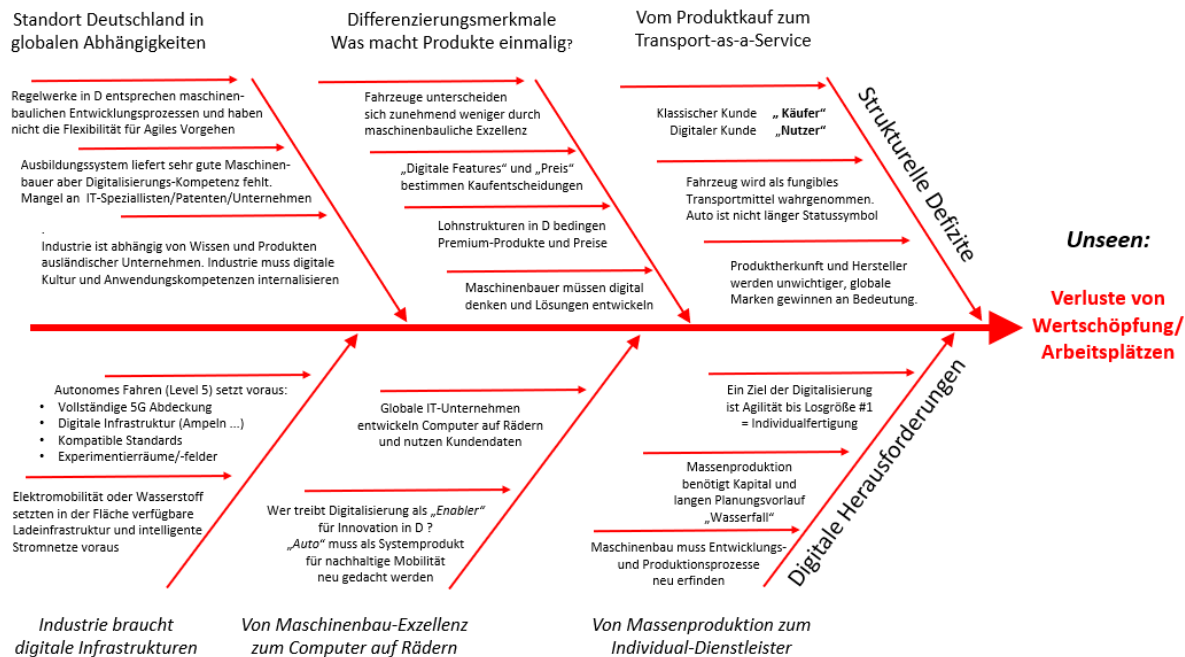 Standort Deutschland in
globalen Abhängigkeiten
Regelwerke in D entsprechen maschinen-
baulichen Entwicklungsprozessen und haben
nicht die Flexibilität für Agiles Vorgehen
Ausbildungssystem liefert sehr gute Maschinen-
bauer aber Digitalisierungs-Kompetenz fehlt.
Mangel an IT-Speziallisten/Patenten/Unternehmen
.
Industrie ist abhängig von Wissen und Produkten
ausländischer Unternehmen. Industrie muss digitale
Kultur und Anwendungskompetenzen internalisieren
Differenzierungsmerkmale
Was macht Produkte einmalig?
Fahrzeuge unterscheiden
sich zunehmend weniger durch
maschinenbauliche Exzellenz
„Digitale Features“ und „Preis“
bestimmen Kaufentscheidungen
Lohnstrukturen in D bedingen
Premium-Produkte und Preise
Maschinenbauer müssen digital
denken und Lösungen entwickeln
Vom Produktkauf zum
Transport-as-a-Service
Klassischer Kunde „ Käufer“
Digitaler Kunde „Nutzer“
Fahrzeug wird als fungibles
Transportmittel wahrgenommen.
Auto ist nicht länger Statussymbol
Produktherkunft und Hersteller
werden unwichtiger, globale
Marken gewinnen an Bedeutung.
Strukturelle Defizite
Unseen:
Verluste von
Wertschöpfung/
Arbeitsplätzen
Autonomes Fahren (Level 5) setzt voraus:
• Vollständige 5G Abdeckung
• Digitale Infrastruktur (Ampeln ...)
• Kompatible Standards
• Experimentierräume/-felder
Elektromobilität oder Wasserstoff
setzten in der Fläche verfügbare
Ladeinfrastruktur und intelligente
Stromnetze voraus
Industrie braucht
digitale Infrastrukturen
Globale IT-Unternehmen
entwickeln Computer auf Rädern
und nutzen Kundendaten
Wer treibt Digitalisierung als „Enabler“
für Innovation in D ?
„Auto“ muss als Systemprodukt
für nachhaltige Mobilität
neu gedacht werden
Von Maschinenbau-Exzellenz
zum Computer auf Rädern
Ein Ziel der Digitalisierung
ist Agilität bis Losgröße #1
= Individualfertigung
Massenproduktion
benötigt Kapital und
langen Planungsvorlauf
„Wasserfall“
Maschinenbau muss Entwicklungs-
und Produktionsprozesse
neu erfinden
Von Massenproduktion zum
Individual-Dienstleister
Digitale Herausforderungen